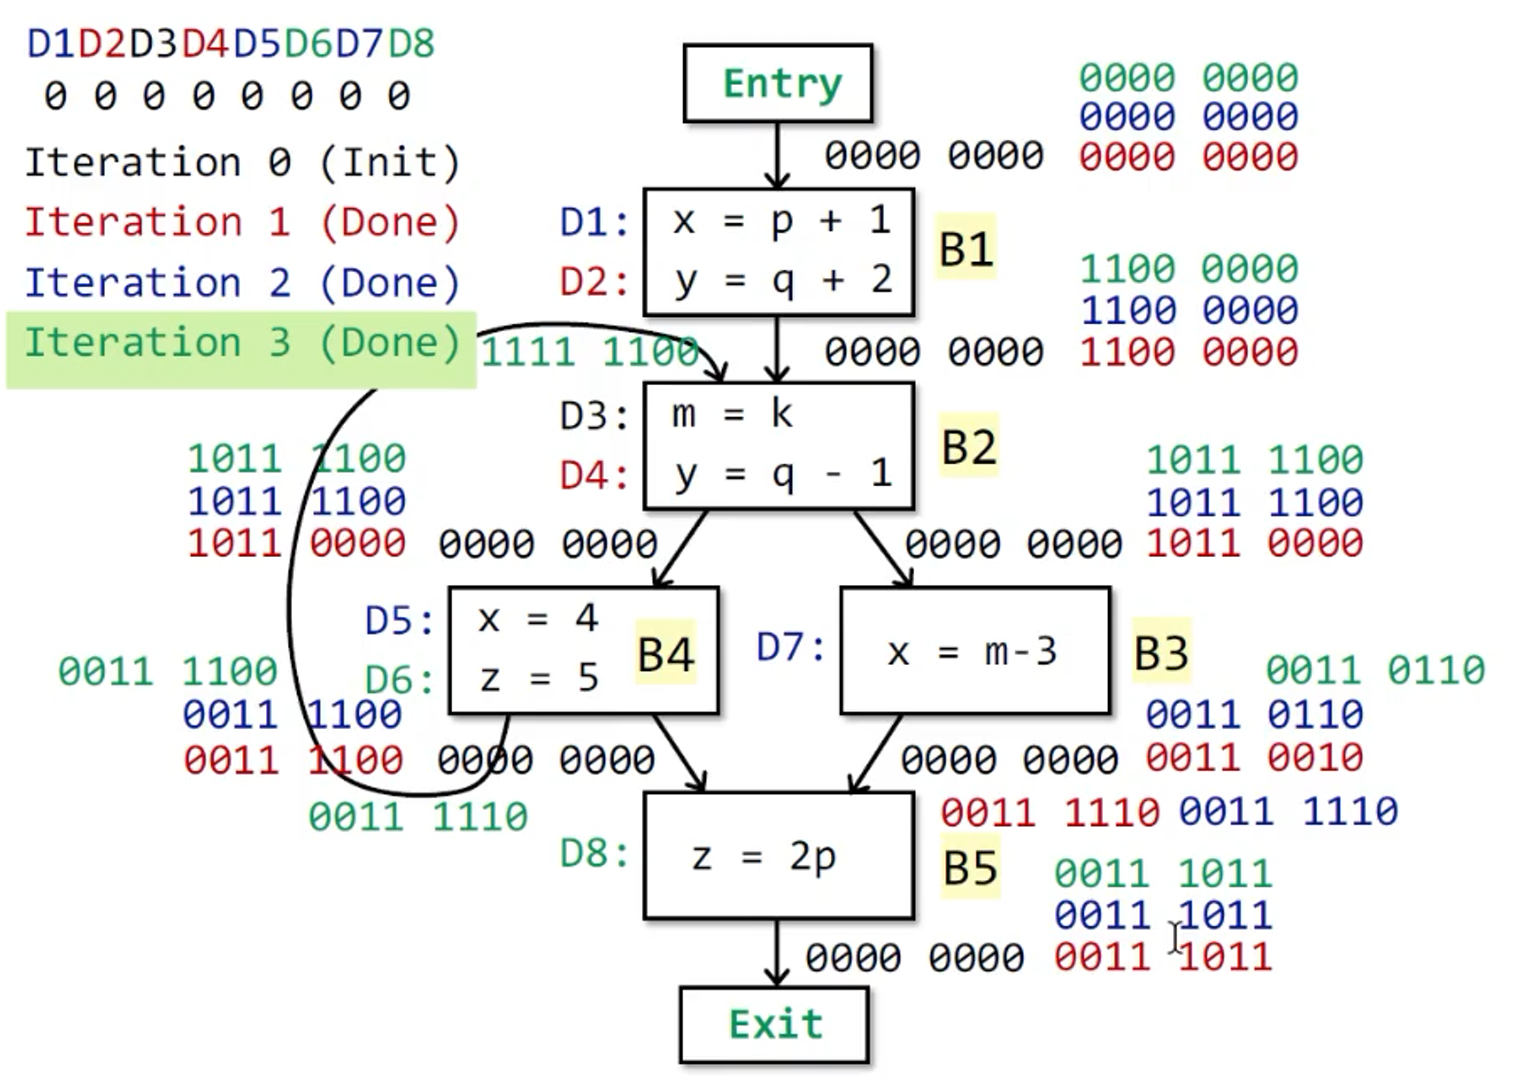 D1D2D3D4D5D6D7D8
0 0 0 0 0 0 0 0
Iteration 0 (Init)
Iteration 1 (Done)
Iteration 2 (Done)
Iteration 3 (Done)
Entry
0000 0000
0000 0000
0000 0000 0000 0000
D1: x = p + 1
D2: y = q + 2
B1
1100 0000
1100 0000
0000 0000 1100 0000
1111 1100
D3: m = k
D4: y = q - 1
B2
1011 1100
1011 1100
1011 0000 0000 0000
1011 1100
1011 1100
0000 0000 1011 0000
D5: x = 4
D6: z = 5
B4
D7: x = m-3
B3
0011 1100
0011 1100
0011 1100 0000 0000
0011 0110
0011 0110
0000 0000 0011 0010
0011 1110
0011 1110 0011 1110
D8: z = 2p
B5
0011 1011
0011 1011
0000 0000 0011 1011
Exit